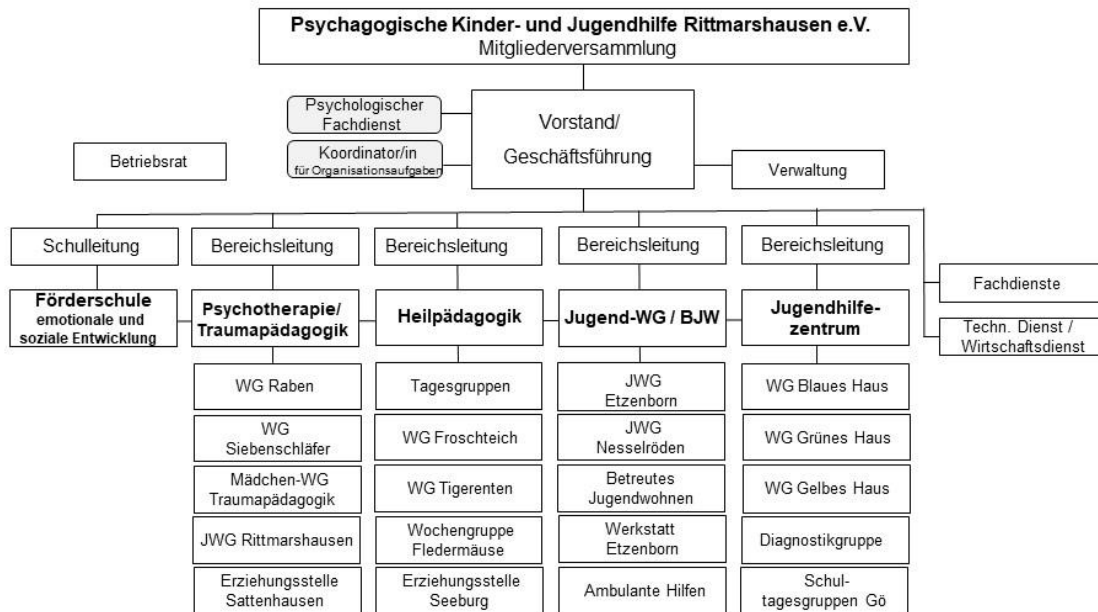 Psychagogische Kinder- und Jugendhilfe Rittmarshausen e.V.
Mitgliederversammlung
Psychologischer
Fachdienst
Vorstand/
Geschäftsführung
Koordinator/in
für Organisationsaufgaben
Betriebsrat
Verwaltung
Schulleitung
Bereichsleitung
Bereichsleitung
Bereichsleitung
Bereichsleitung
Fachdienste
Techn. Dienst /
Wirtschaftsdienst
Förderschule
emotionale und
soziale Entwicklung
Psychotherapie/
Traumapädagogik
Heilpädagogik
Jugend-WG / BJW
Jugendhilfe-
zentrum
WG Raben
WG
Siebenschläfer
Mädchen-WG
Traumapädagogik
JWG Rittmarshausen
Erziehungsstelle
Sattenhausen
Tagesgruppen
WG Froschteich
WG Tigerenten
Wochengruppe
Fledermäuse
Erziehungsstelle
Seeburg
JWG
Etzenborn
JWG
Nesselröden
Betreutes
Jugendwohnen
Werkstatt
Etzenborn
Ambulante Hilfen
WG Blaues Haus
WG Grünes Haus
WG Gelbes Haus
Diagnostikgruppe
Schul-
tagesgruppen Gö